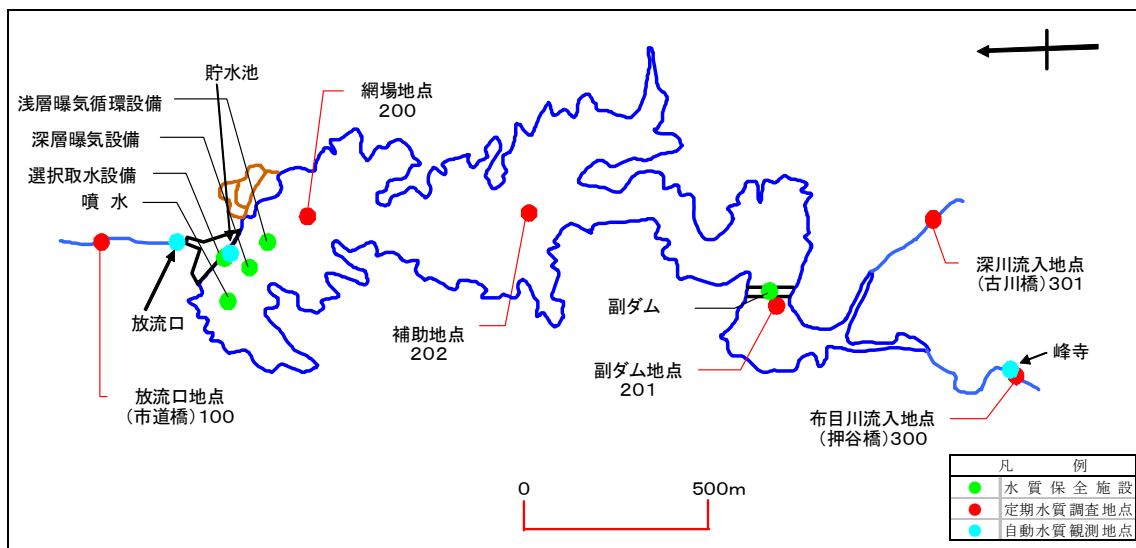 貯水池
浅層曝気循環設備
深層曝気設備
選択取水設備
噴水
網場地点
200
放流口
放流口地点
(市道橋)100
補助地点
202
副ダム
副ダム地点
201
深川流入地点
(古川橋)301
峰寺
布目川流入地点
(押谷橋)300
0 500m
凡例
水質保全施設
定期水質調査地点
自動水質観測地点